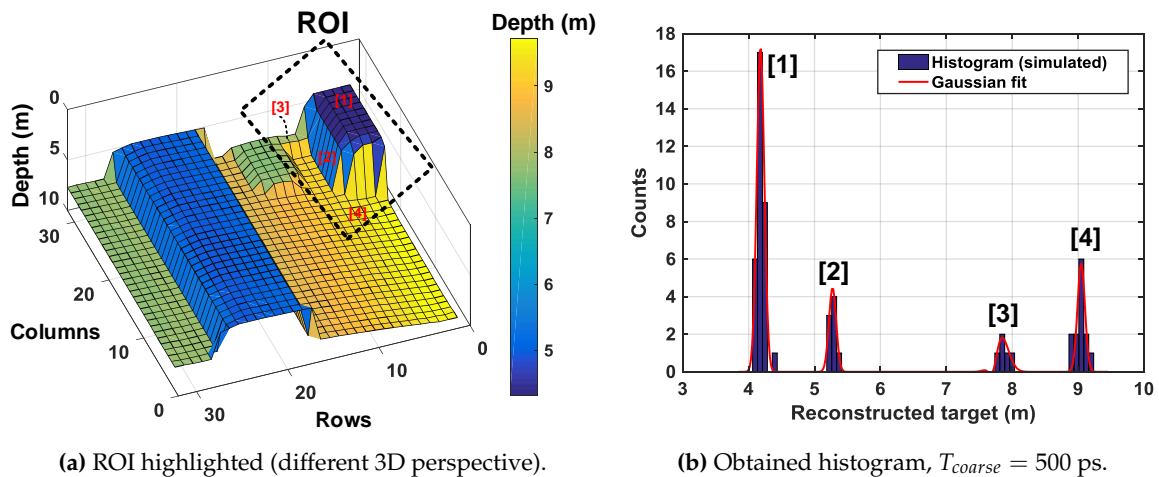 ROI
Depth (m)
[1]
[3]
[2]
[4]
0
5
10
Depth (m)
30
20
10
0
Columns
30
20
10
0
Rows
9
8
7
6
5
18
16
14
12
10
8
6
4
2
0
Counts
[1]
[2]
[3]
[4]
Histogram (simulated)
Gaussian fit
3 4 5 6 7 8 9 10
Reconstructed target (m)
(a) ROI highlighted (different 3D perspective).
(b) Obtained histogram, T_coarse = 500 ps.